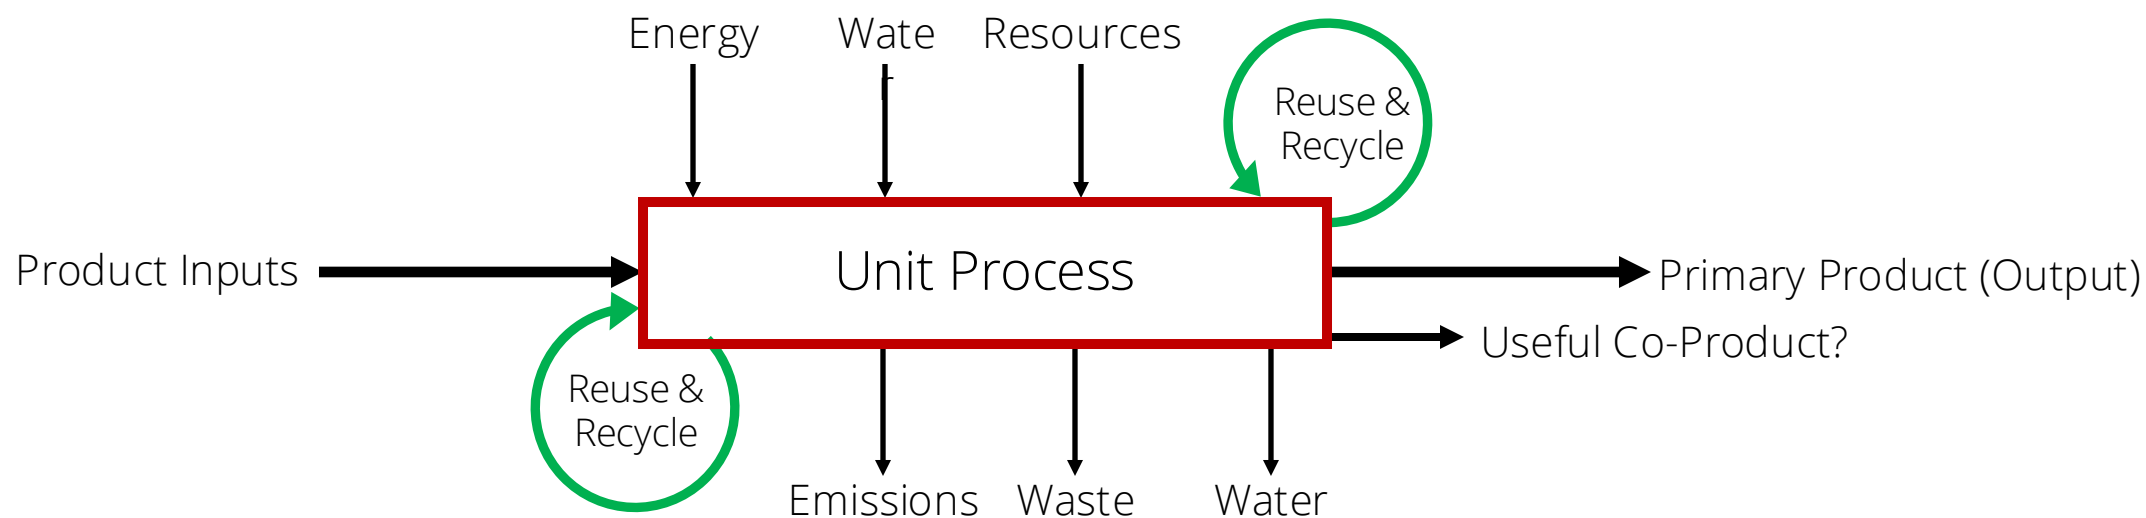 Energy
Wate
r
Resources
Reuse &
Recycle
Product Inputs
Unit Process
Primary Product (Output)
Useful Co-Product?
Reuse &
Recycle
Emissions
Waste
Water